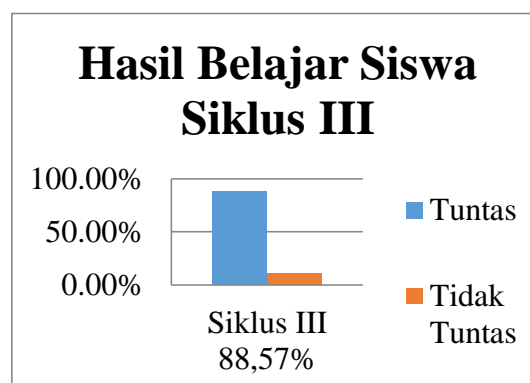 Hasil Belajar Siswa
Siklus III
100.00%
50.00%
0.00%
Siklus III
88,57%
Tuntas
Tidak
Tuntas